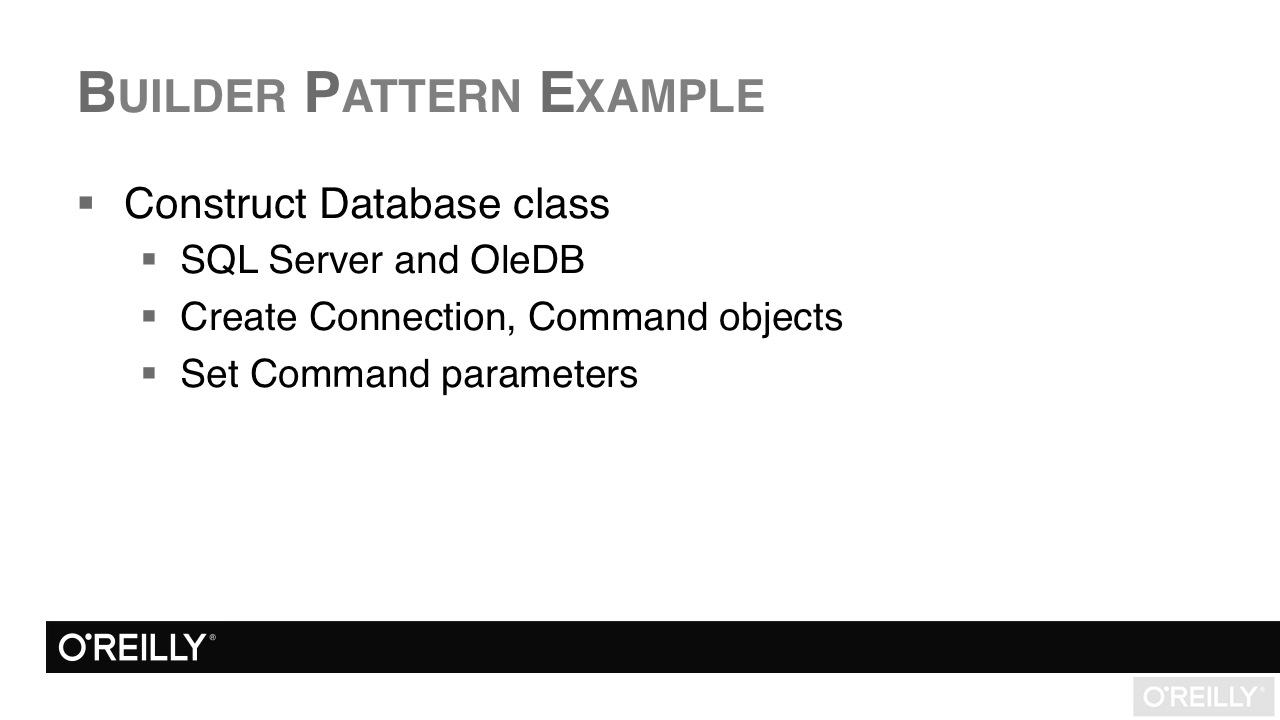 BUILDER PATTERN EXAMPLE
▪ Construct Database class
▪ SQL Server and OleDB
▪ Create Connection, Command objects
▪ Set Command parameters
O'REILLY®
O'REILLY®